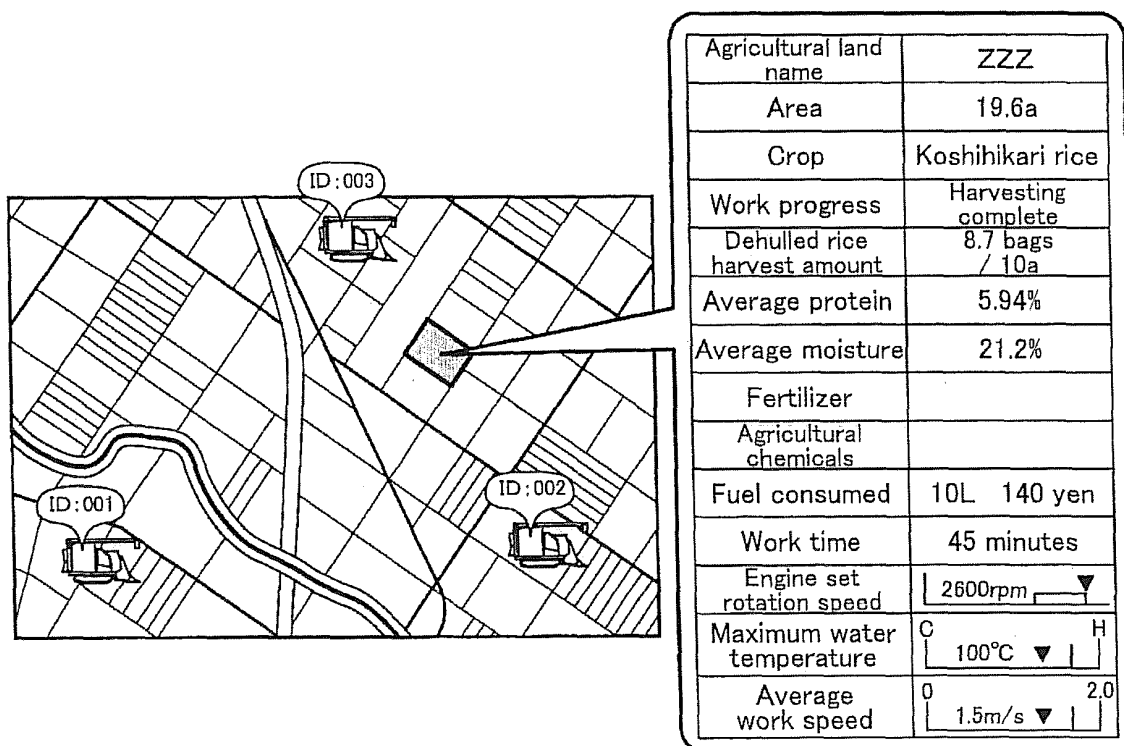 ID:003
ID:001
ID:002
Agricultural land
name
ZZZ
Area
19.6a
Crop
Koshihikari rice
Work progress
Harvesting
complete
Dehulled rice
harvest amount
8.7 bags
/ 10a
Average protein
5.94%
Average moisture
21.2%
Fertilizer
Agricultural
chemicals
Fuel consumed
10L 140 yen
Work time
45 minutes
Engine set
rotation speed
2600rpm
Maximum water
temperature
C H
100°C
Average
work speed
0 2.0
1.5m/s